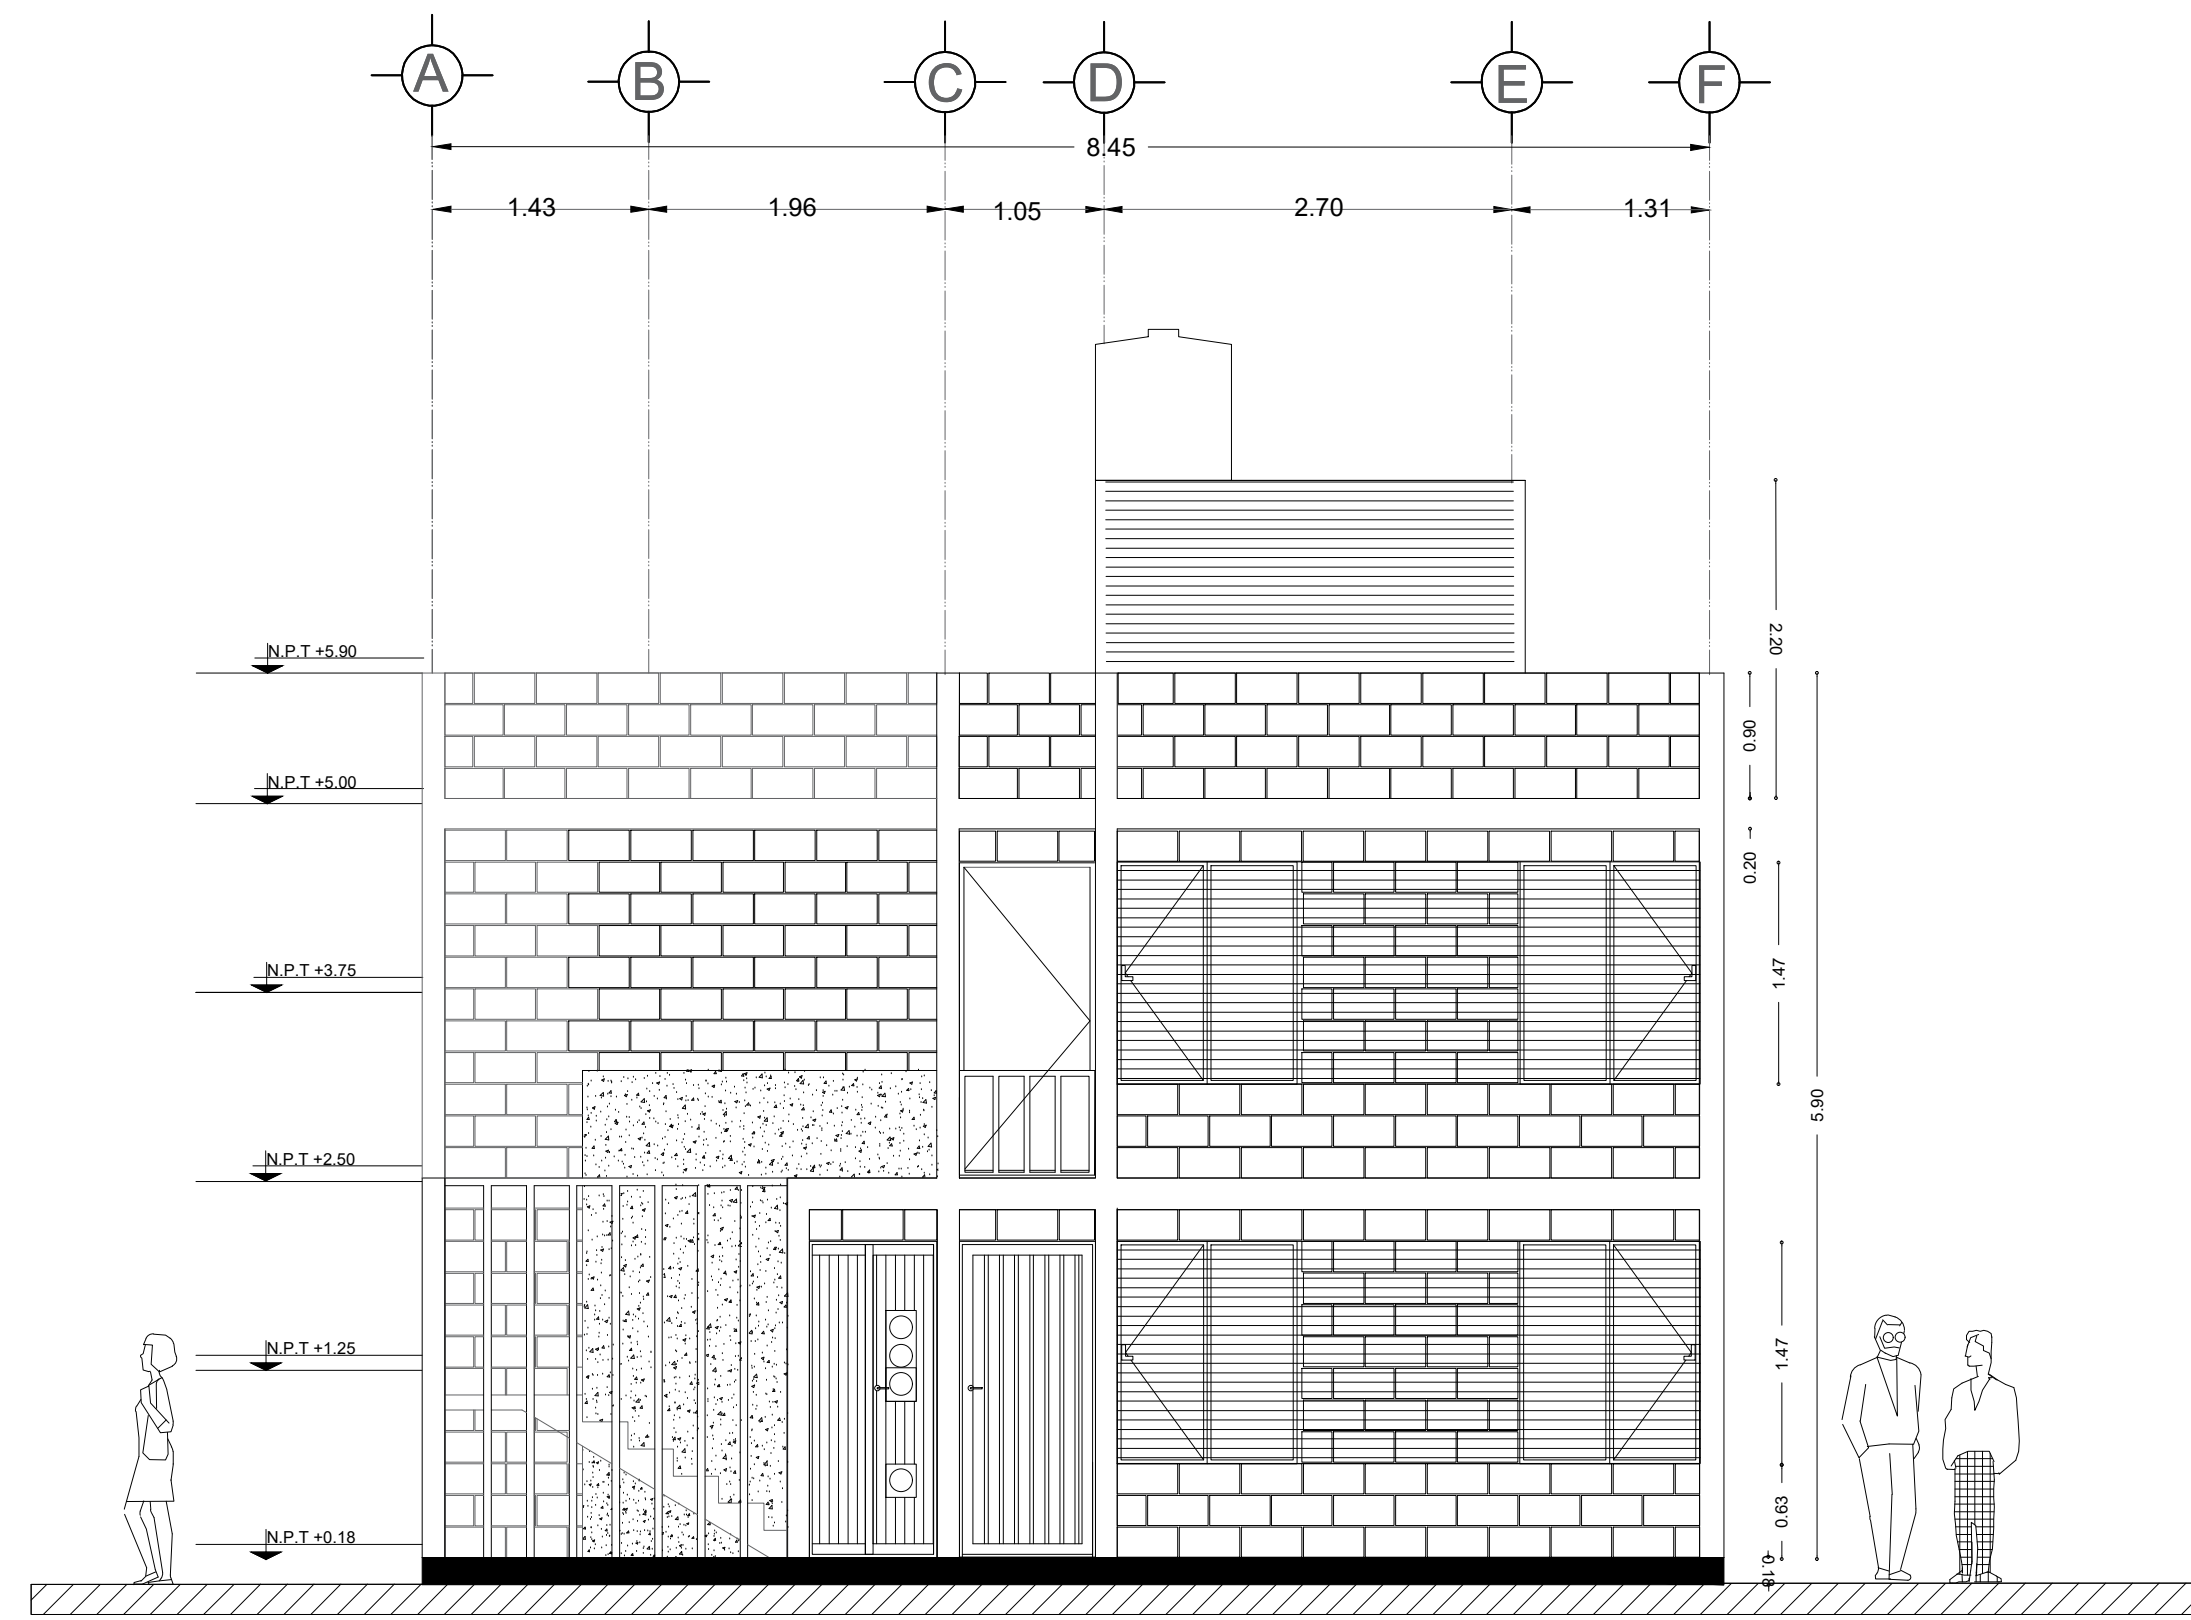 A B C D E F
8.45
1.43 1.96 1.05 2.70 1.31
N.P.T +5.90
2.20
0.90
N.P.T +5.00
0.20
N.P.T +3.75
1.47
5.90
N.P.T +2.50
N.P.T +1.25
1.47
0.63
N.P.T +0.18
0.18